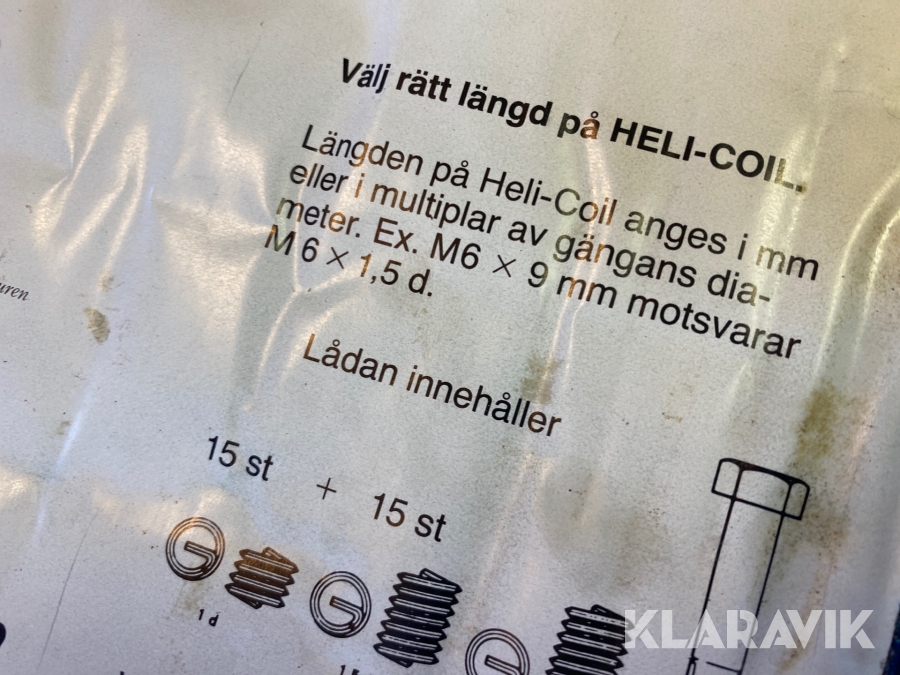 Välj rätt längd på HELI-COIL.
Längden på Heli-Coil anges i mm
eller i multiplar av gängans dia-
meter. Ex. M6 × 9 mm motsvarar
M 6 × 1,5 d.
Lådan innehåller
15 st + 15 st
1 d
KLARAVIK